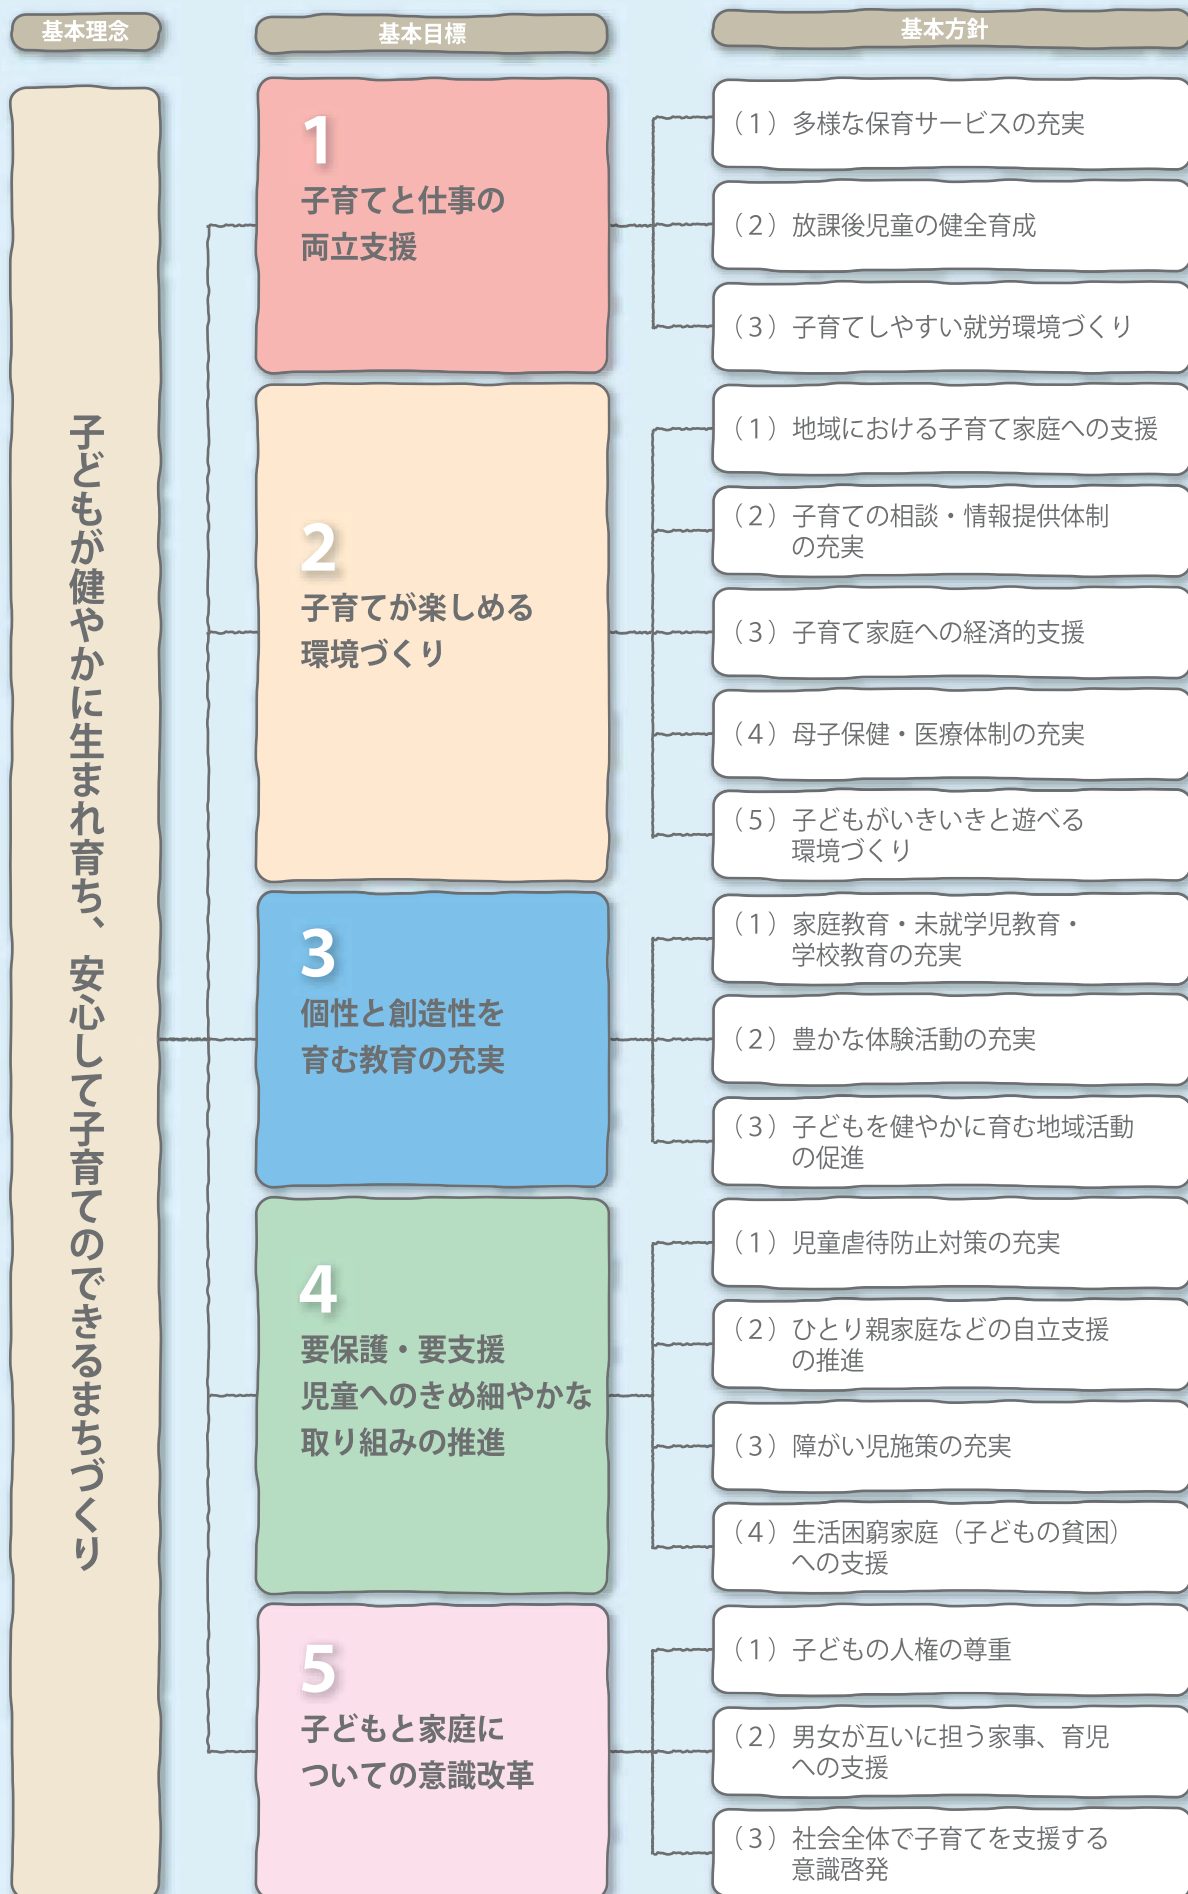 基本理念
基本目標
基本方針
子どもが健やかに生まれ育ち、安心して子育てのできるまちづくり
1
子育てと仕事の
両立支援
（1）多様な保育サービスの充実
（2）放課後児童の健全育成
（3）子育てしやすい就労環境づくり
2
子育てが楽しめる
環境づくり
（1）地域における子育て家庭への支援
（2）子育ての相談・情報提供体制
の充実
（3）子育て家庭への経済的支援
（4）母子保健・医療体制の充実
（5）子どもがいきいきと遊べる
環境づくり
3
個性と創造性を
育む教育の充実
（1）家庭教育・未就学児教育・
学校教育の充実
（2）豊かな体験活動の充実
（3）子どもを健やかに育む地域活動
の促進
4
要保護・要支援
児童へのきめ細やかな
取り組みの推進
（1）児童虐待防止対策の充実
（2）ひとり親家庭などの自立支援
の推進
（3）障がい児施策の充実
（4）生活困窮家庭（子どもの貧困）
への支援
5
子どもと家庭に
ついての意識改革
（1）子どもの人権の尊重
（2）男女が互いに担う家事、育児
への支援
（3）社会全体で子育てを支援する
意識啓発